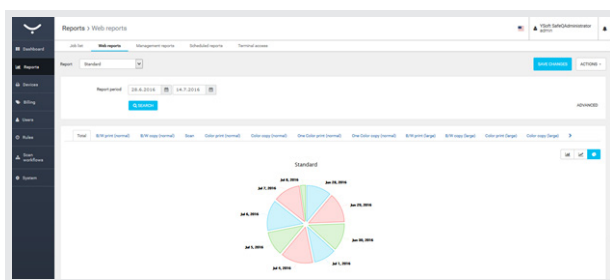 Reports > Web reports
YSoft SafeQAdministrator
admin
Dashboard
Job list Web reports Management reports Scheduled reports Terminal access
Reports
Report Standard
SAVE CHANGES ACTIONS
Devices
Report period 28.6.2016 14.7.2016
Billing
SEARCH
ADVANCED
Users
Rules
Total B/W print (normal) B/W copy (normal) Scan Color print (normal) Color copy (normal) One Color print (normal) One Color copy (normal) B/W print (large) B/W copy (large) Color print (large) Color copy (large)
Scan
workflows
System
Standard
Jul 8, 2016
Jun 28, 2016
Jul 7, 2016
Jun 29, 2016
Jul 6, 2016
Jun 30, 2016
Jul 5, 2016
Jul 1, 2016
Jul 4, 2016